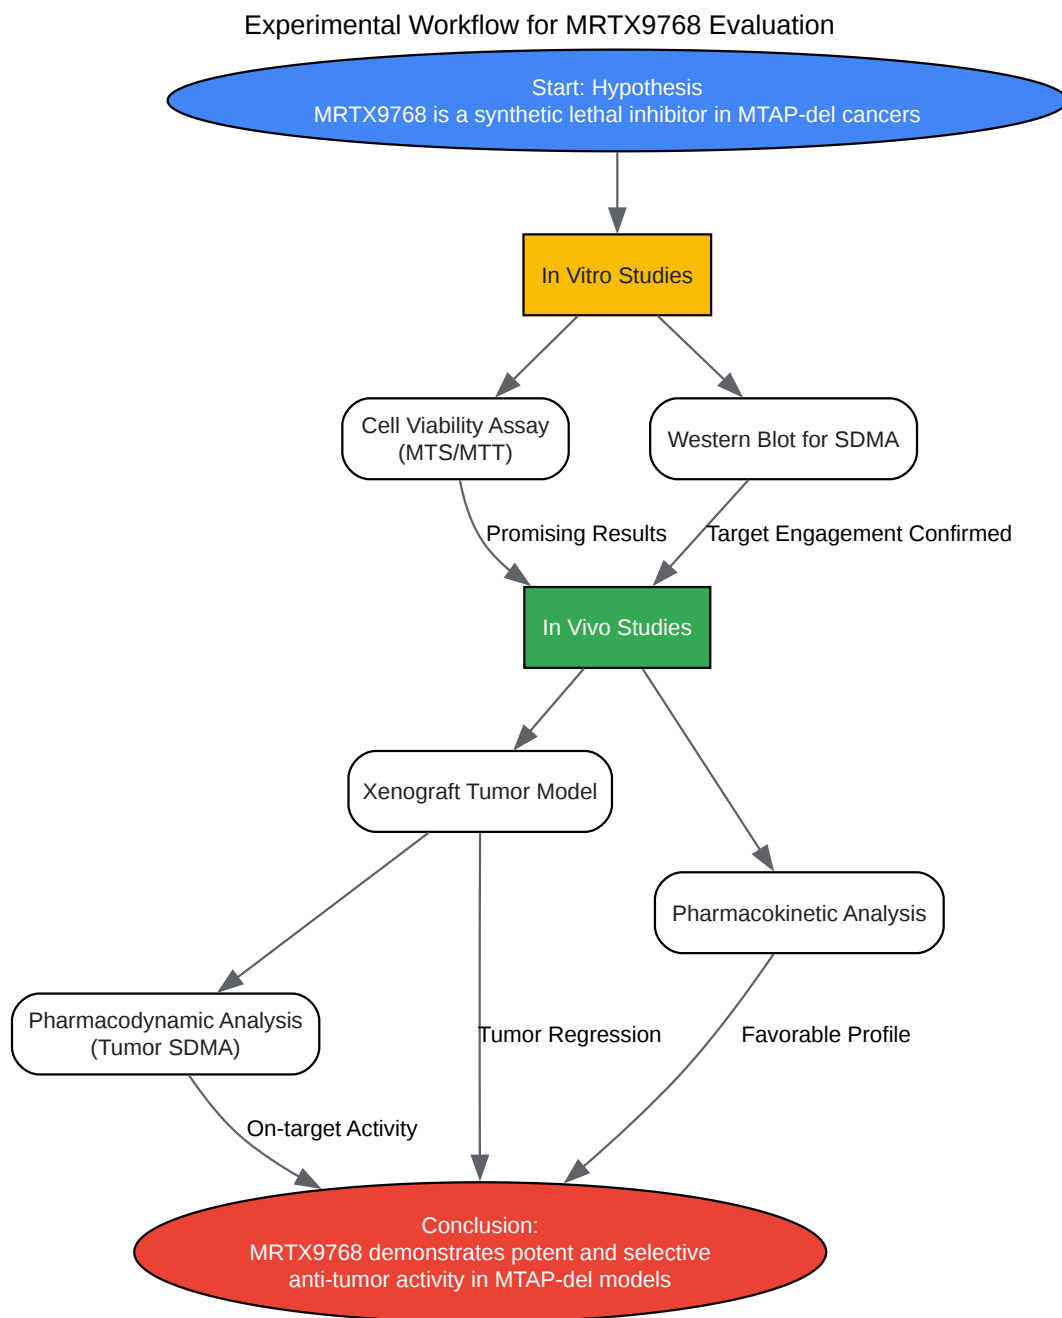 Experimental Workflow for MRTX9768 Evaluation
Start: Hypothesis
MRTX9768 is a synthetic lethal inhibitor in MTAP-del cancers
In Vitro Studies
Cell Viability Assay
(MTS/MTT)
Western Blot for SDMA
Promising Results
Target Engagement Confirmed
In Vivo Studies
Xenograft Tumor Model
Pharmacokinetic Analysis
Pharmacodynamic Analysis
(Tumor SDMA)
Tumor Regression
Favorable Profile
On-target Activity
Conclusion:
MRTX9768 demonstrates potent and selective
anti-tumor activity in MTAP-del models